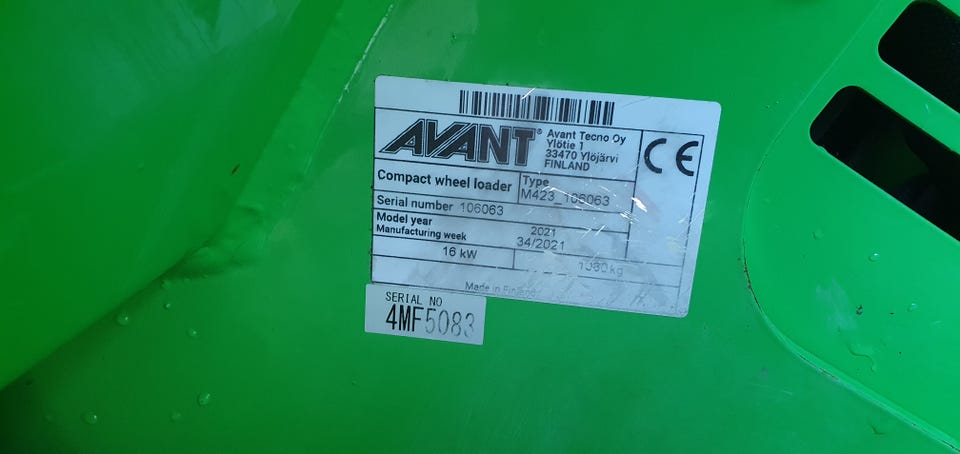 AVANT®
Avant Tecno Oy
Ylötie 1
33470 Ylöjärvi
FINLAND
CE
Compact wheel loader
Type
M423_106063
Serial number 106063
Model year 2021
Manufacturing week 34/2021
16 kW
kg
Made in Finland
SERIAL NO
4MF5083